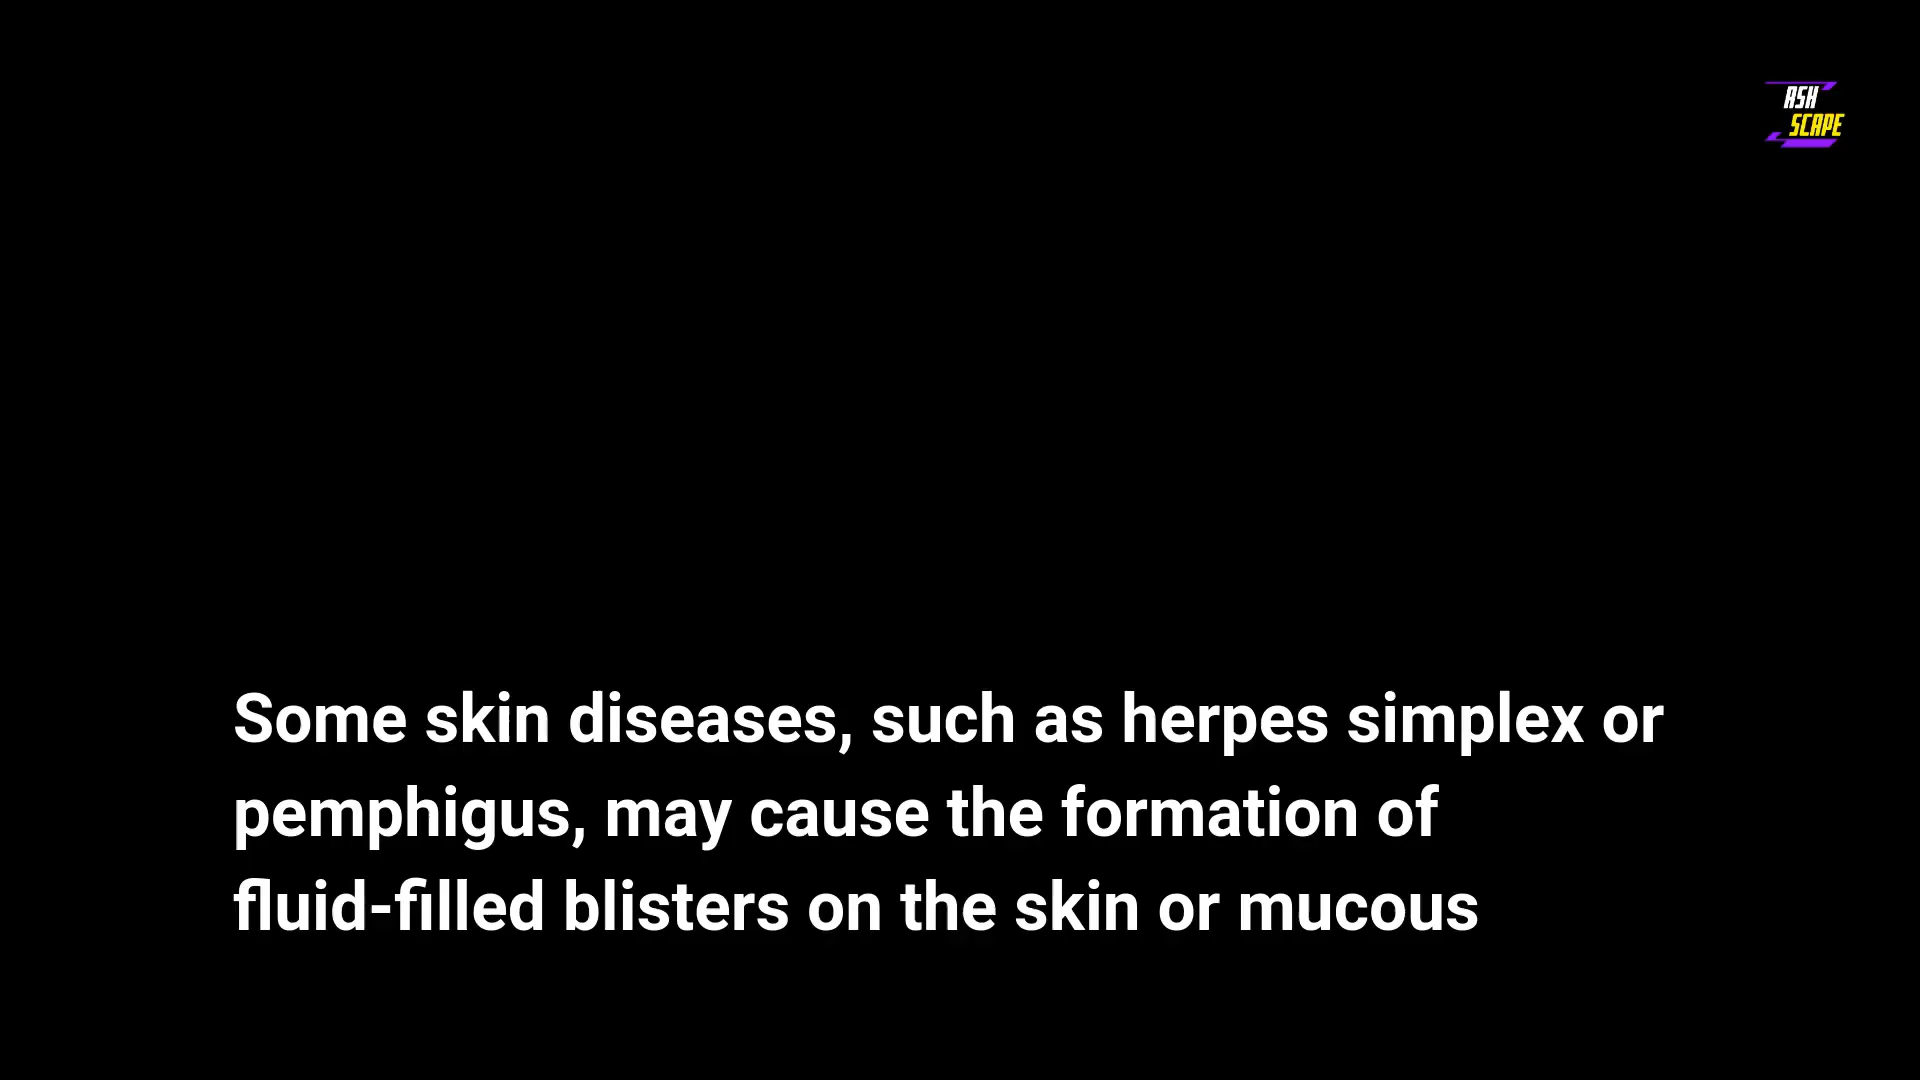 ASH
SCAPE
Some skin diseases, such as herpes simplex or
pemphigus, may cause the formation of
fluid-filled blisters on the skin or mucous